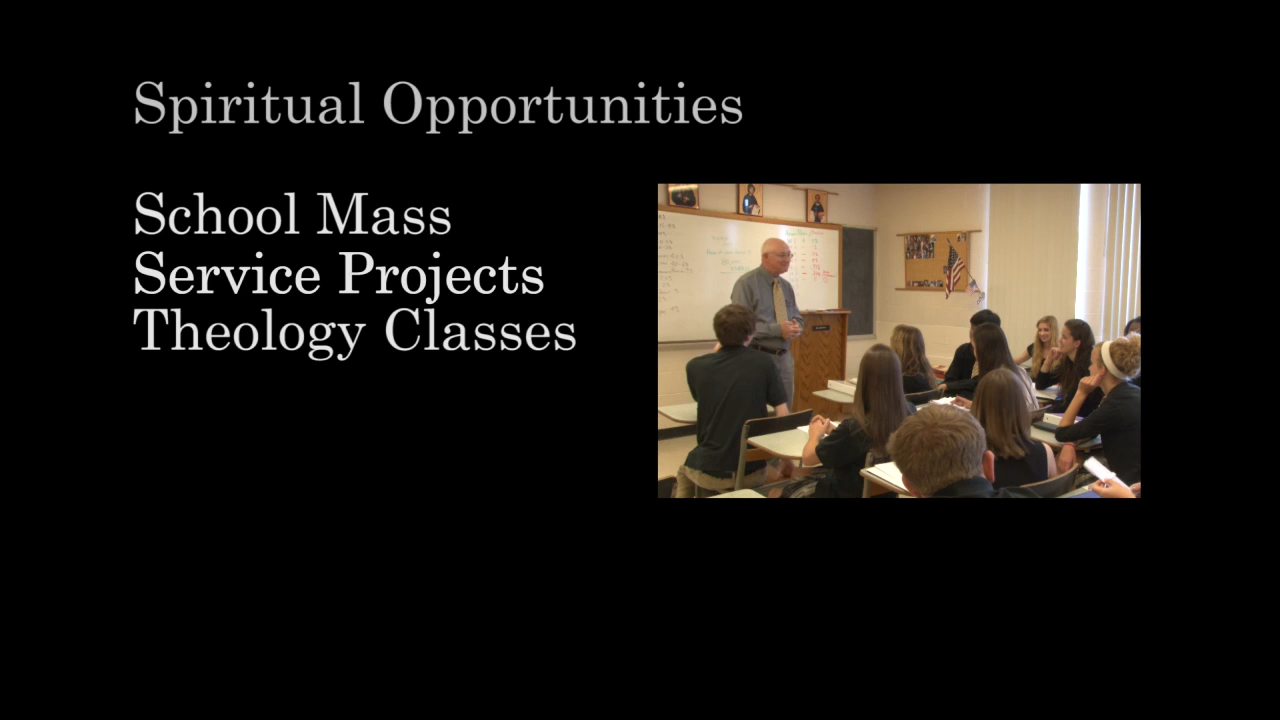 Spiritual Opportunities
School Mass
Service Projects
Theology Classes